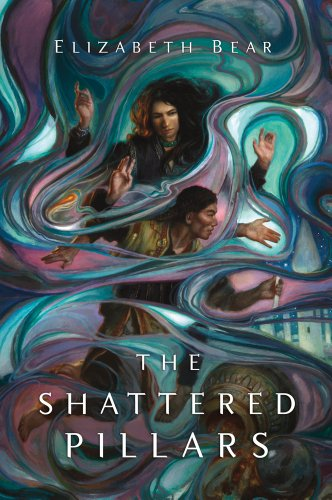 ELIZABETH BEAR
THE
SHATTERED
PILLARS